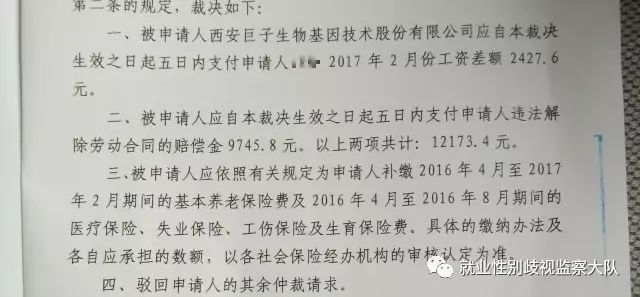 第二条的规定，裁决如下：
一、被申请人西安巨子生物基因技术股份有限公司应自本裁决
生效之日起五日内支付申请人 2017 年 2 月份工资差额 2427.6
元。
二、被申请人应自本裁决生效之日起五日内支付申请人违法解
除劳动合同的赔偿金 9745.8 元。以上两项共计：12173.4 元。
三、被申请人应依照有关规定为申请人补缴 2016 年 4 月至 2017
年 2 月期间的基本养老保险费及 2016 年 4 月至 2016 年 8 月期间的
医疗保险、失业保险、工伤保险及生育保险费。具体的缴纳办法及
各自应承担的数额，以各社会保险经办机构的审核认定为准。
四、驳回申请人的其余仲裁请求。
就业性别歧视监察大队